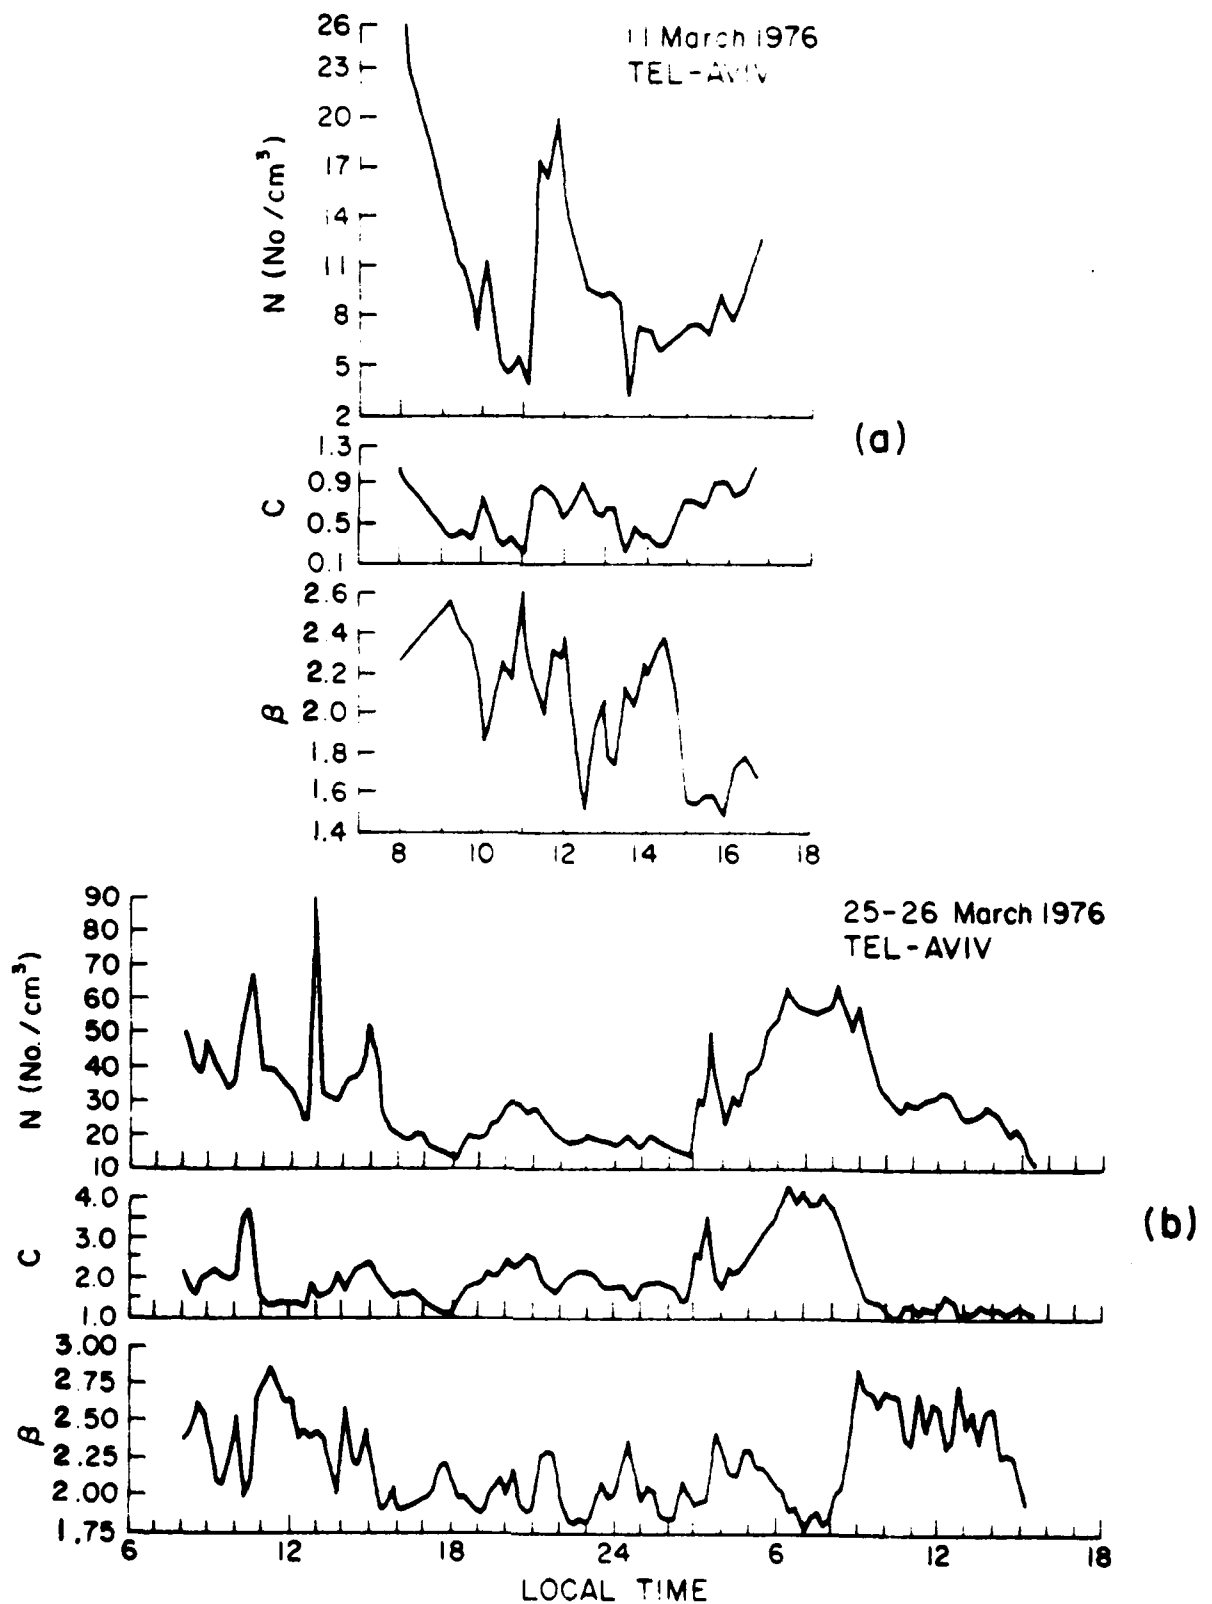 11 March 1976
TEL-AVIV
N (No /cm³)
26
23
20
17
14
11
8
5
2
(a)
C
1.3
0.9
0.5
0.1
β
2.6
2.4
2.2
2.0
1.8
1.6
1.4
8 10 12 14 16 18
25-26 March 1976
TEL-AVIV
N (No./cm³)
90
80
70
60
50
40
30
20
10
(b)
C
4.0
3.0
2.0
1.0
β
3.00
2.75
2.50
2.25
2.00
1.75
6 12 18 24 6 12 18
LOCAL TIME